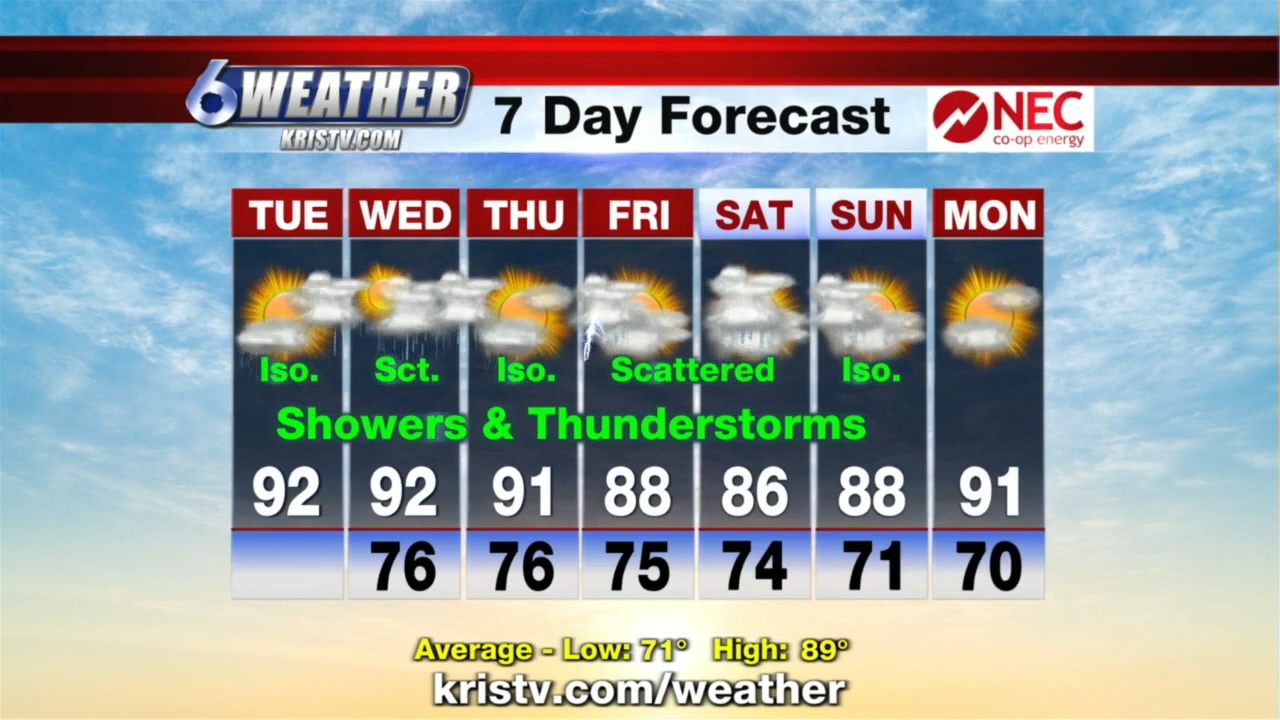 6 WEATHER
KRISTV.COM
7 Day Forecast
NEC
co-op energy
TUE WED THU FRI SAT SUN MON
Iso. Sct. Iso. Scattered Iso.
Showers & Thunderstorms
92 92 91 88 86 88 91
76 76 75 74 71 70
Average - Low: 71° High: 89°
kristv.com/weather